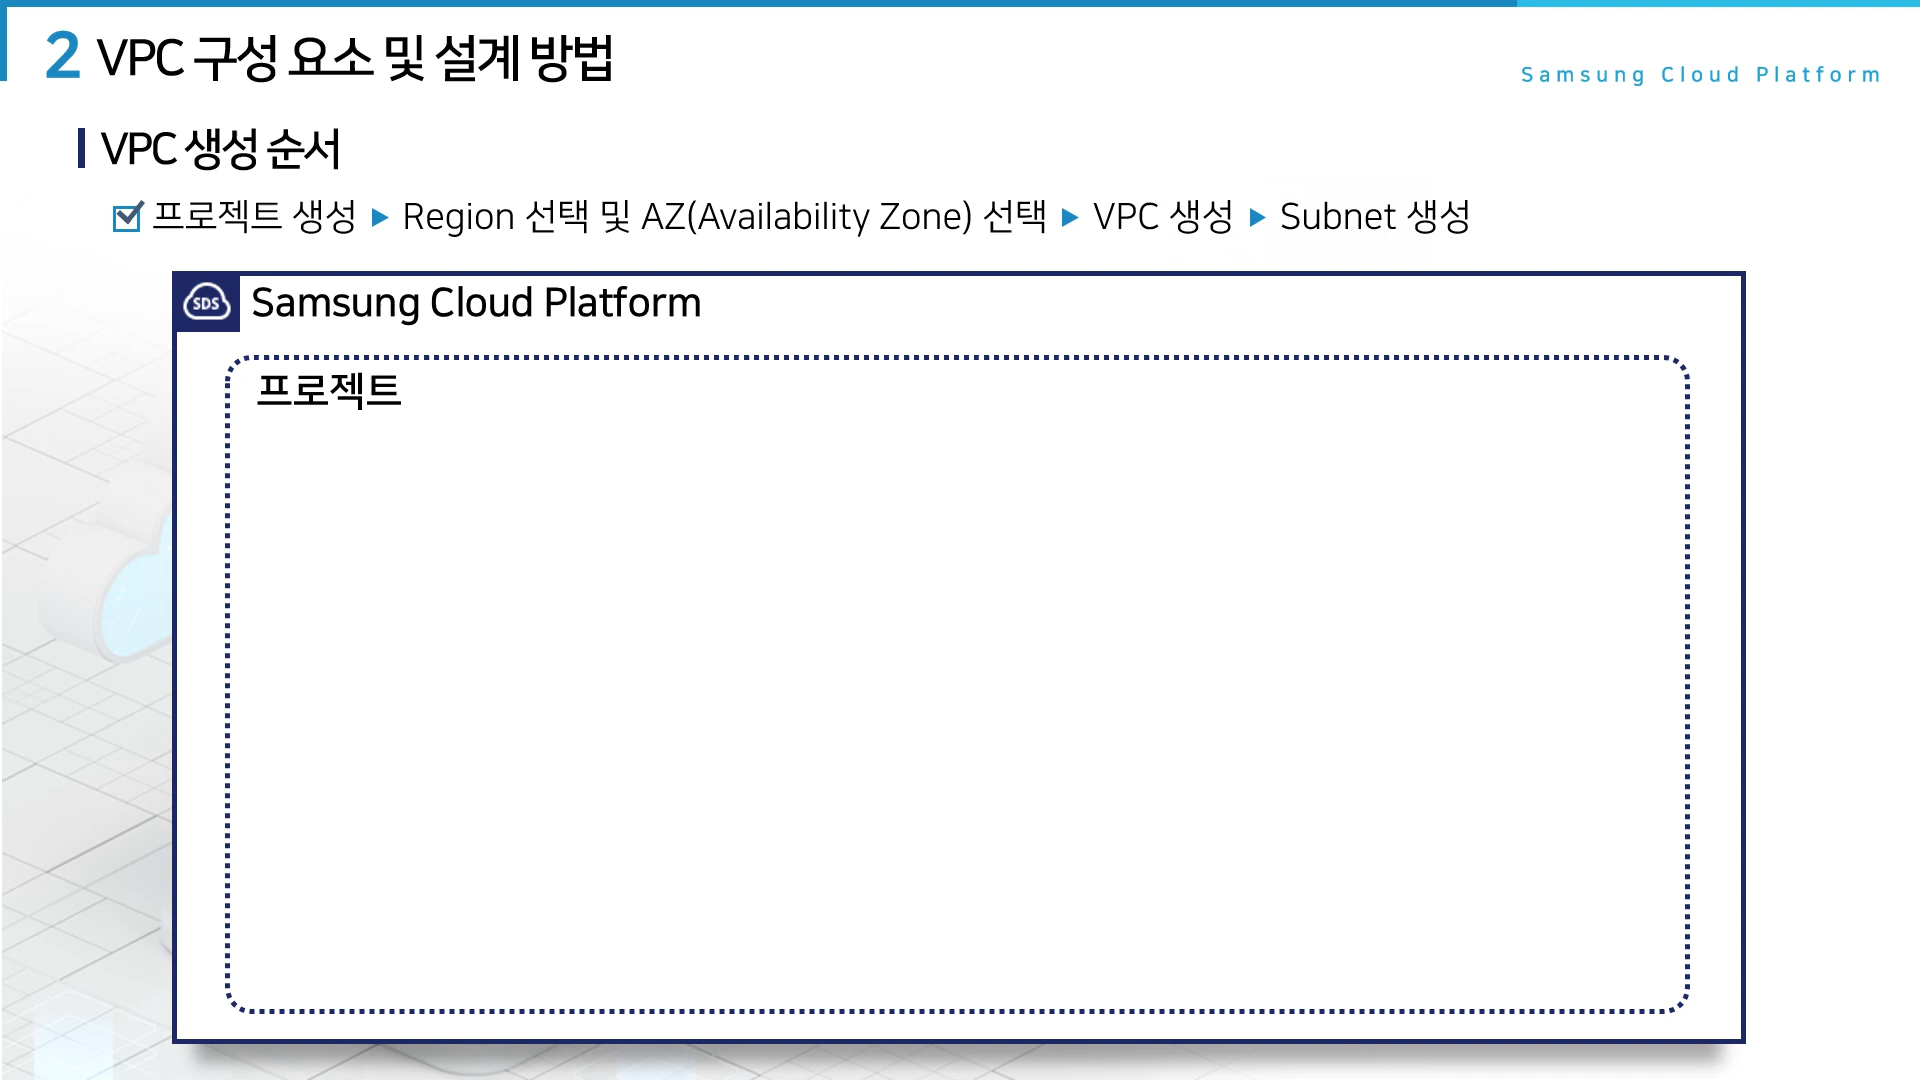 2 VPC 구성 요소 및 설계 방법
Samsung Cloud Platform
VPC 생성 순서
프로젝트 생성 ▶ Region 선택 및 AZ(Availability Zone) 선택 ▶ VPC 생성 ▶ Subnet 생성
SDS Samsung Cloud Platform
프로젝트